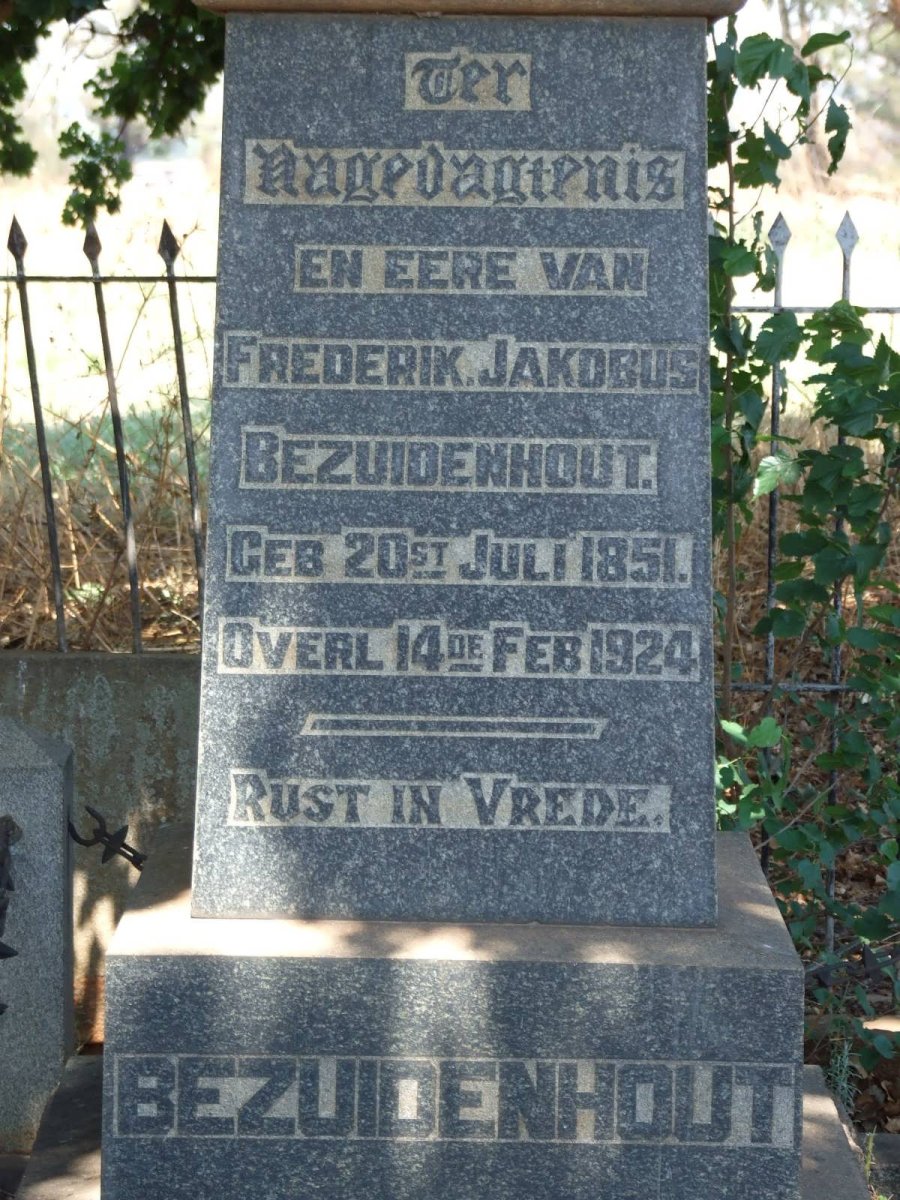 Ter
Nagedagtenis
EN EERE VAN
FREDERIK. JAKOBUS
BEZUIDENHOUT.
GEB 20ST JULI 1851.
OVERL 14DE FEB 1924
RUST IN VREDE.
BEZUIDENHOUT